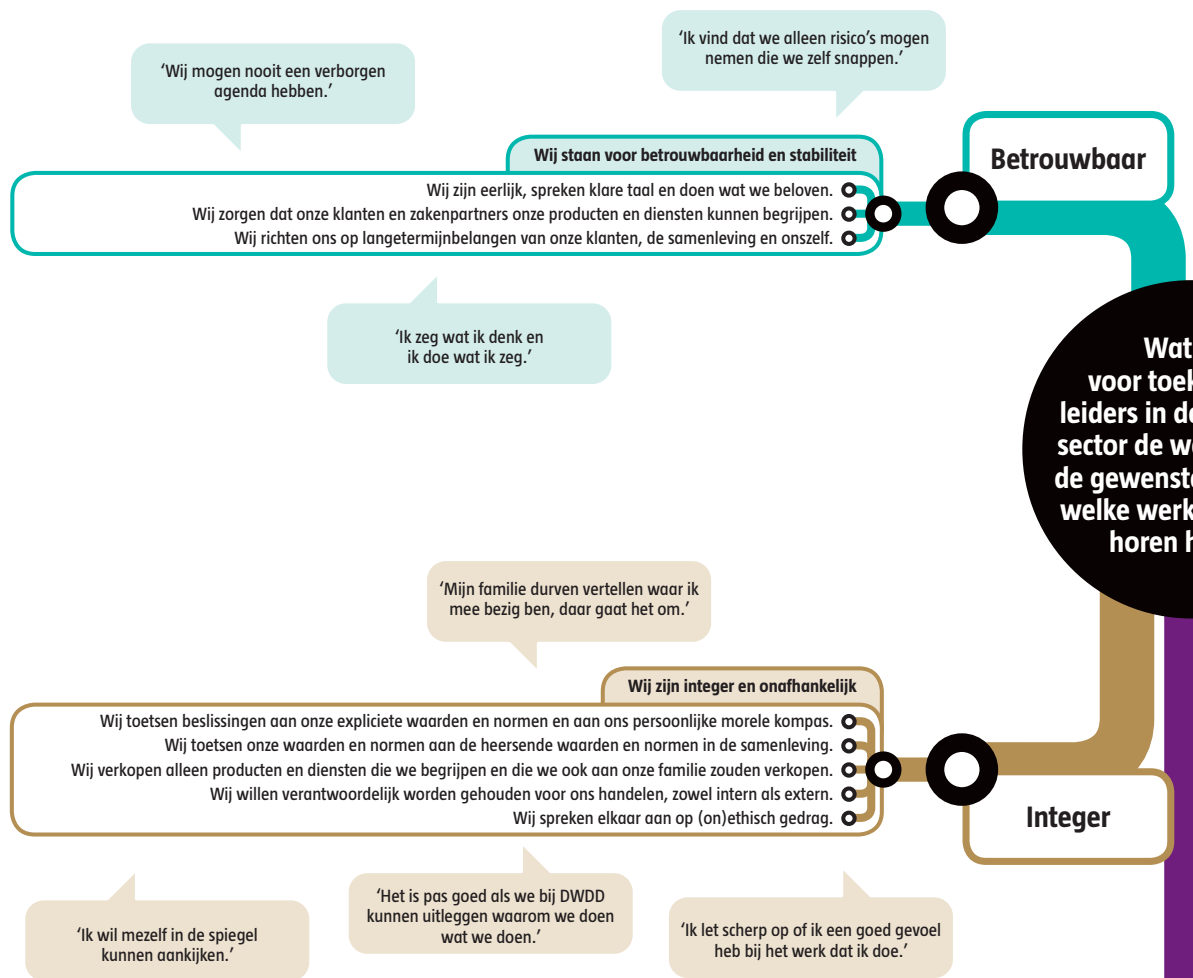 ‘Ik vind dat we alleen risico’s mogen
nemen die we zelf snappen.’
‘Wij mogen nooit een verborgen
agenda hebben.’
Betrouwbaar
Wij staan voor betrouwbaarheid en stabiliteit
Wij zijn eerlijk, spreken klare taal en doen wat we beloven.
Wij zorgen dat onze klanten en zakenpartners onze producten en diensten kunnen begrijpen.
Wij richten ons op langetermijnbelangen van onze klanten, de samenleving en onszelf.
‘Ik zeg wat ik denk en
ik doe wat ik zeg.’
Wat
voor
leiders in
sector de
de
welke
horen
‘Mijn familie durven vertellen waar ik
mee bezig ben, daar gaat het om.’
Wij zijn integer en onafhankelijk
Wij toetsen beslissingen aan onze expliciete waarden en normen en aan ons persoonlijke morele kompas.
Wij toetsen onze waarden en normen aan de heersende waarden en normen in de samenleving.
Wij verkopen alleen producten en diensten die we begrijpen en die we ook aan onze familie zouden verkopen.
Wij willen verantwoordelijk worden gehouden voor ons handelen, zowel intern als extern.
Wij spreken elkaar aan op (on)ethisch gedrag.
Integer
‘Ik wil mezelf in de spiegel
kunnen aankijken.’
‘Het is pas goed als we bij DWDD
kunnen uitleggen waarom we doen
wat we doen.’
‘Ik let scherp op of ik een goed gevoel
heb bij het werk dat ik doe.’